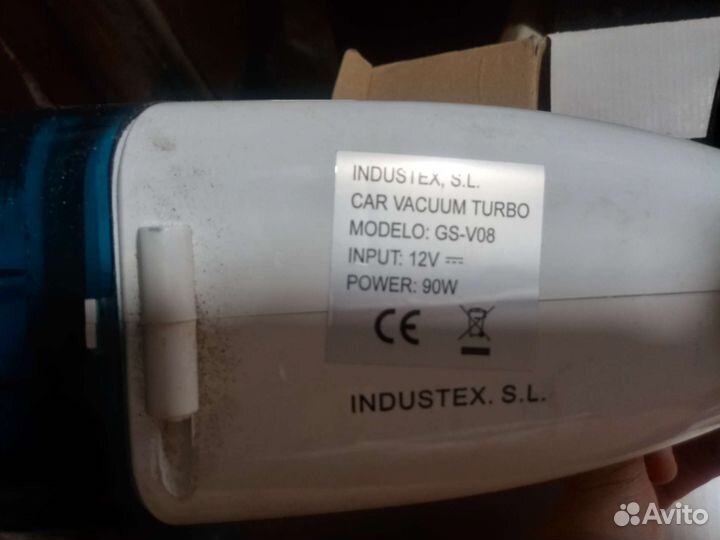 INDUSTEX, S.L.
CAR VACUUM TURBO
MODELO: GS-V08
INPUT: 12V ⎓
POWER: 90W
CE
INDUSTEX. S.L.
Avito